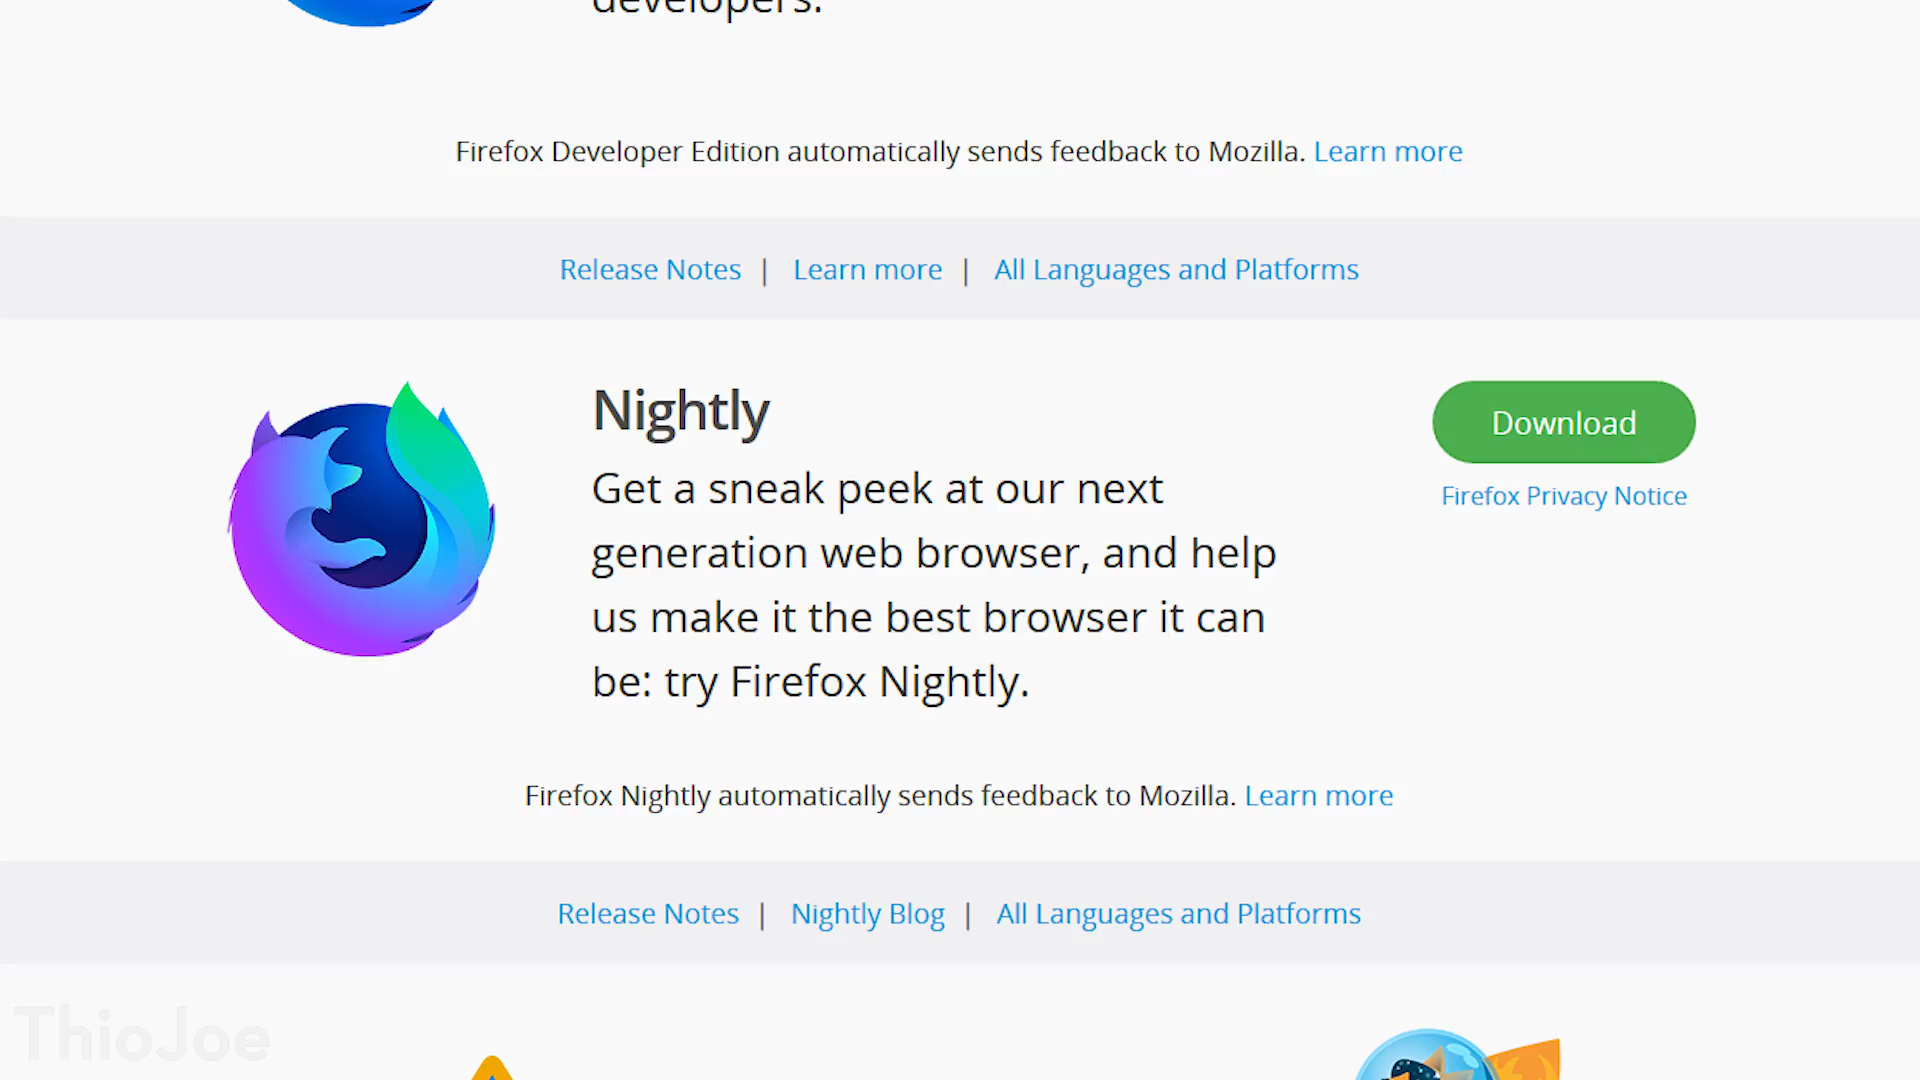 developers.
Firefox Developer Edition automatically sends feedback to Mozilla. Learn more
Release Notes | Learn more | All Languages and Platforms
Nightly
Download
Get a sneak peek at our next
Firefox Privacy Notice
generation web browser, and help
us make it the best browser it can
be: try Firefox Nightly.
Firefox Nightly automatically sends feedback to Mozilla. Learn more
Release Notes | Nightly Blog | All Languages and Platforms
ThioJoe